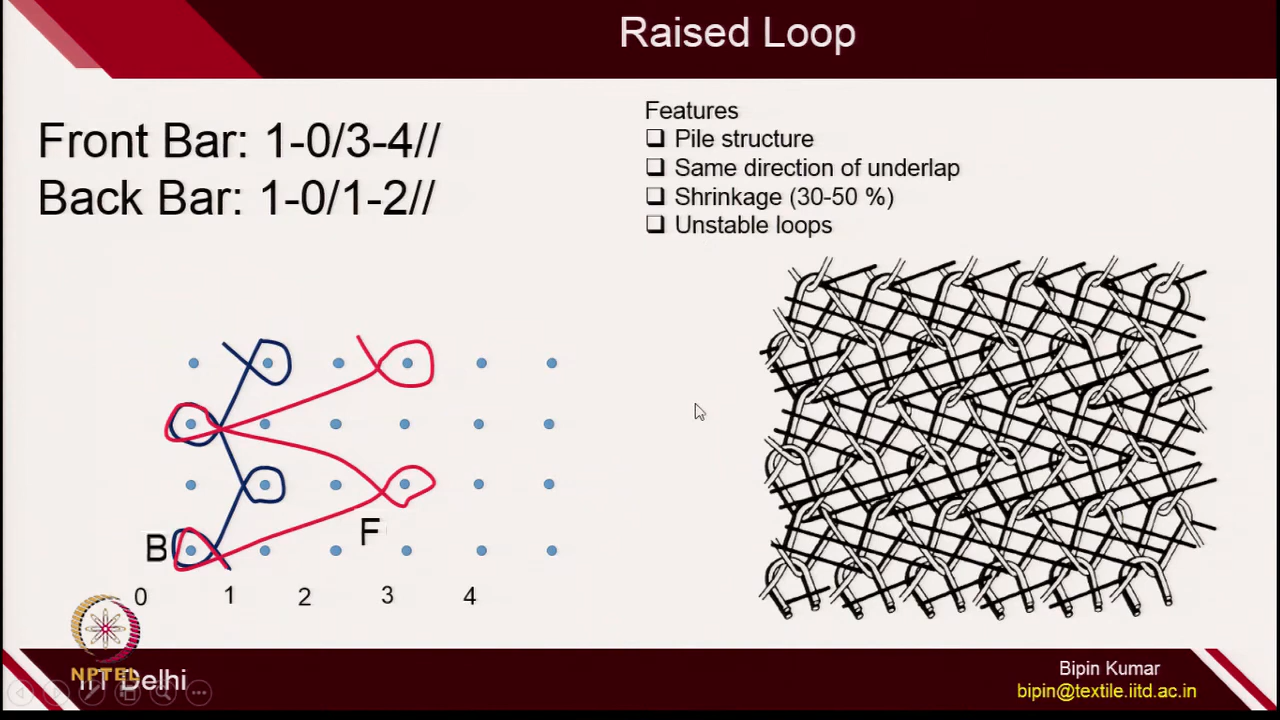 Raised Loop
Front Bar: 1-0/3-4//
Back Bar: 1-0/1-2//
Features
Pile structure
Same direction of underlap
Shrinkage (30-50 %)
Unstable loops
B
F
0 1 2 3 4
NPTEL
IIT Delhi
Bipin Kumar
bipin@textile.iitd.ac.in